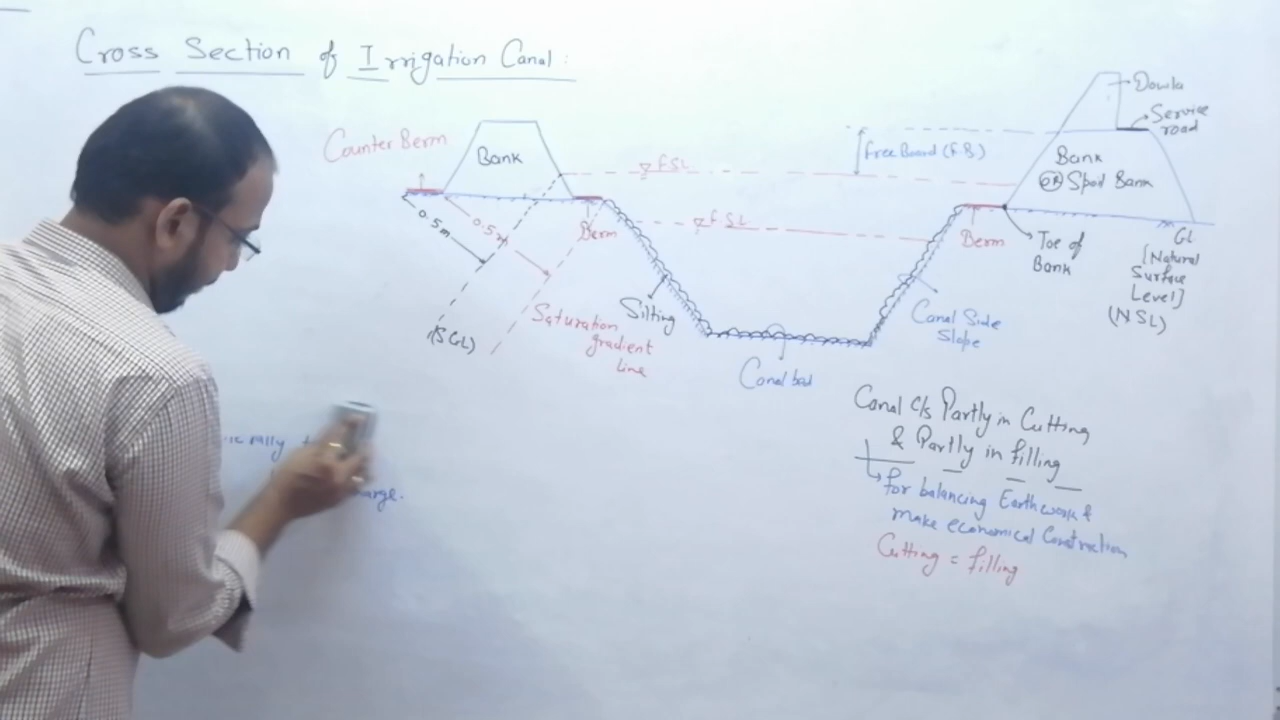 Cross Section of Irrigation Canal :
Counter Berm
Bank
F.S.L
F.S.L
0.5m
0.5m
Berm
(SGL)
Saturation
gradient
Line
Silting
Canal bed
Canal Side
Slope
free Board (f.B.)
Dowla
Service
road
Bank
OR Spoil Bank
Berm
Toe of
Bank
GL
[Natural
Surface
Level]
(NSL)
Canal C/s Partly in Cutting
& Partly in filling
for balancing Earthwork &
make economical Construction
Cutting = filling